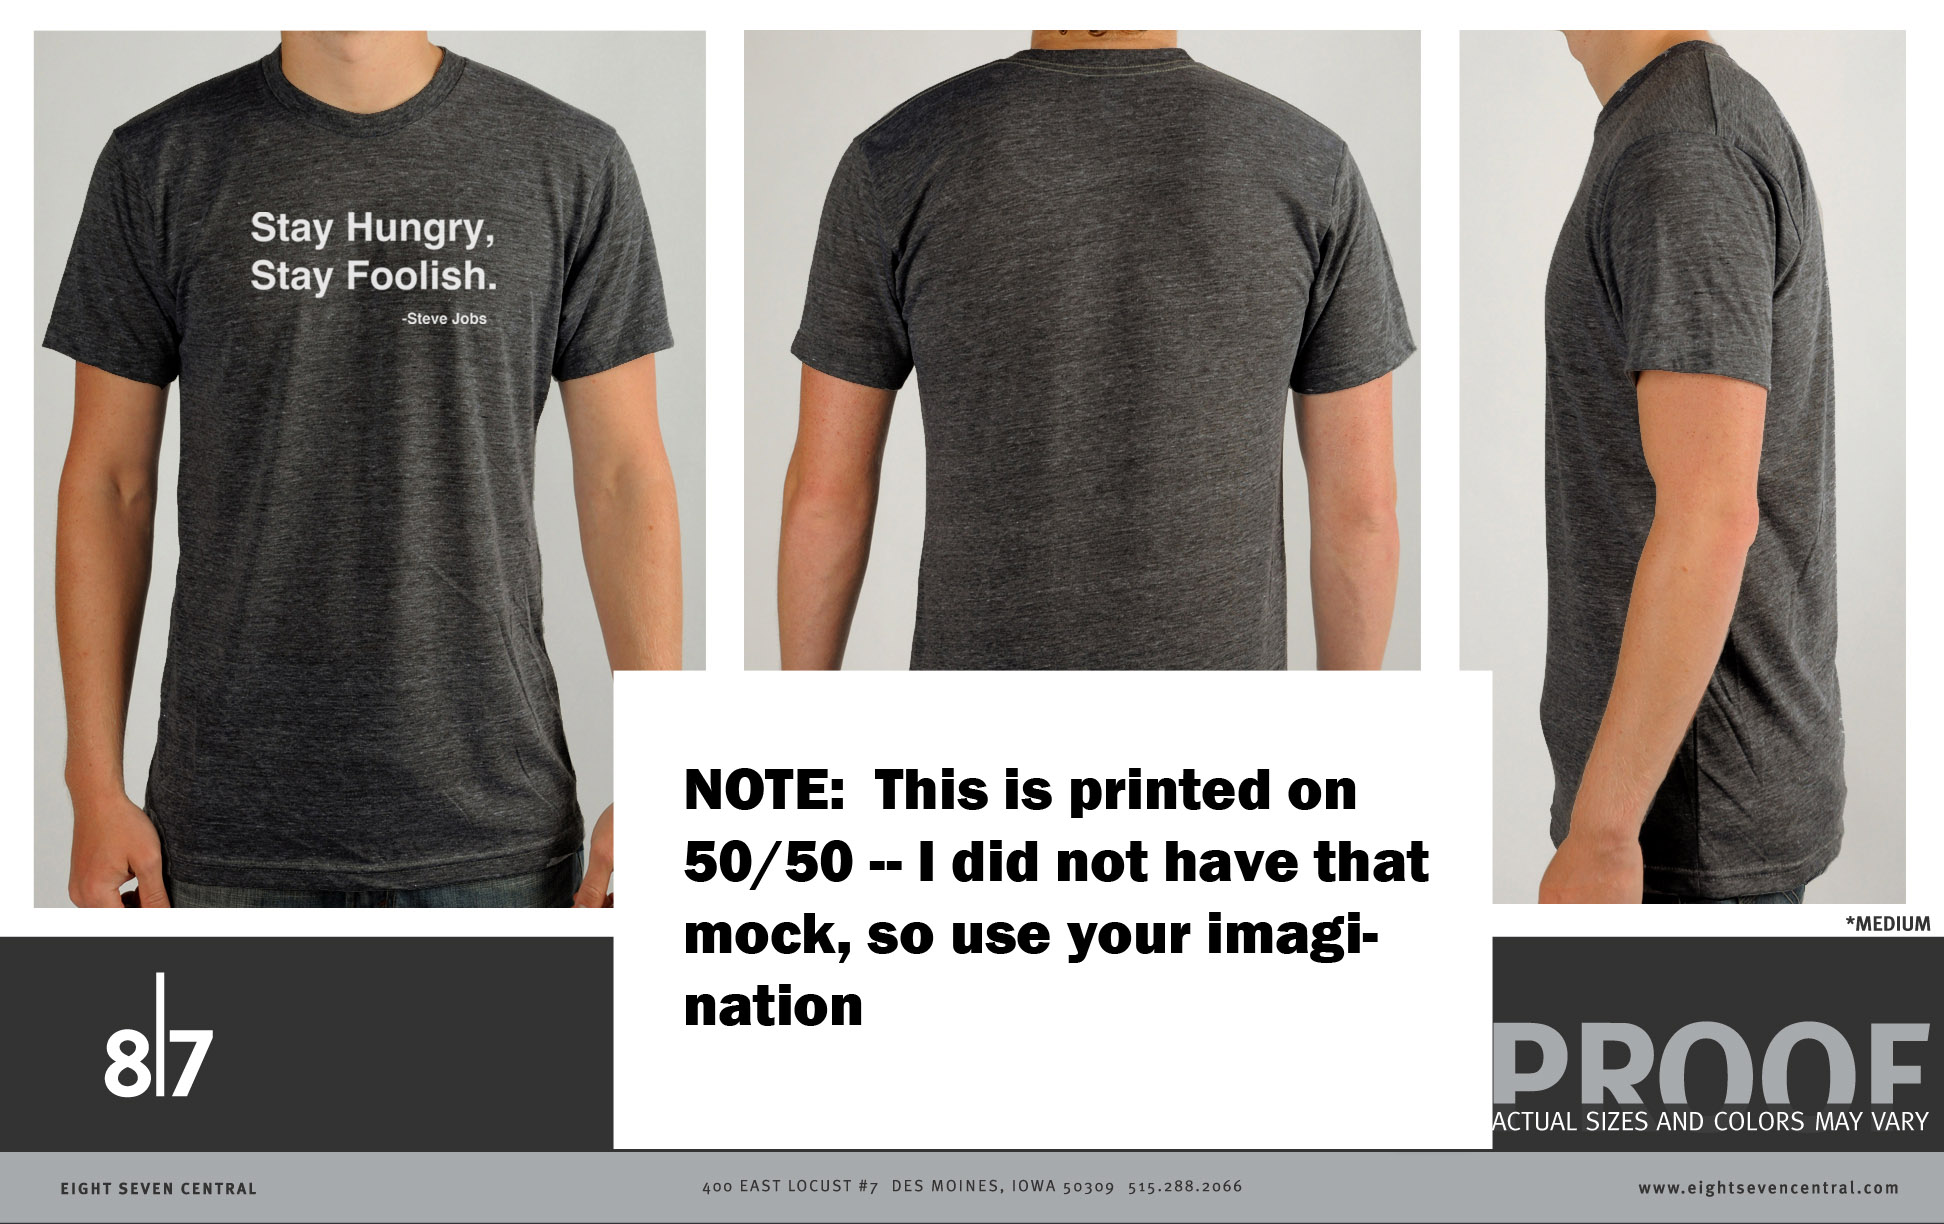 Stay Hungry,
Stay Foolish.
-Steve Jobs
NOTE:  This is printed on
50/50 -- I did not have that
mock, so use your imagi-
nation
*MEDIUM
8|7
PROOF
ACTUAL SIZES AND COLORS MAY VARY
EIGHT SEVEN CENTRAL
400 EAST LOCUST #7  DES MOINES, IOWA 50309  515.288.2066
www.eightsevencentral.com